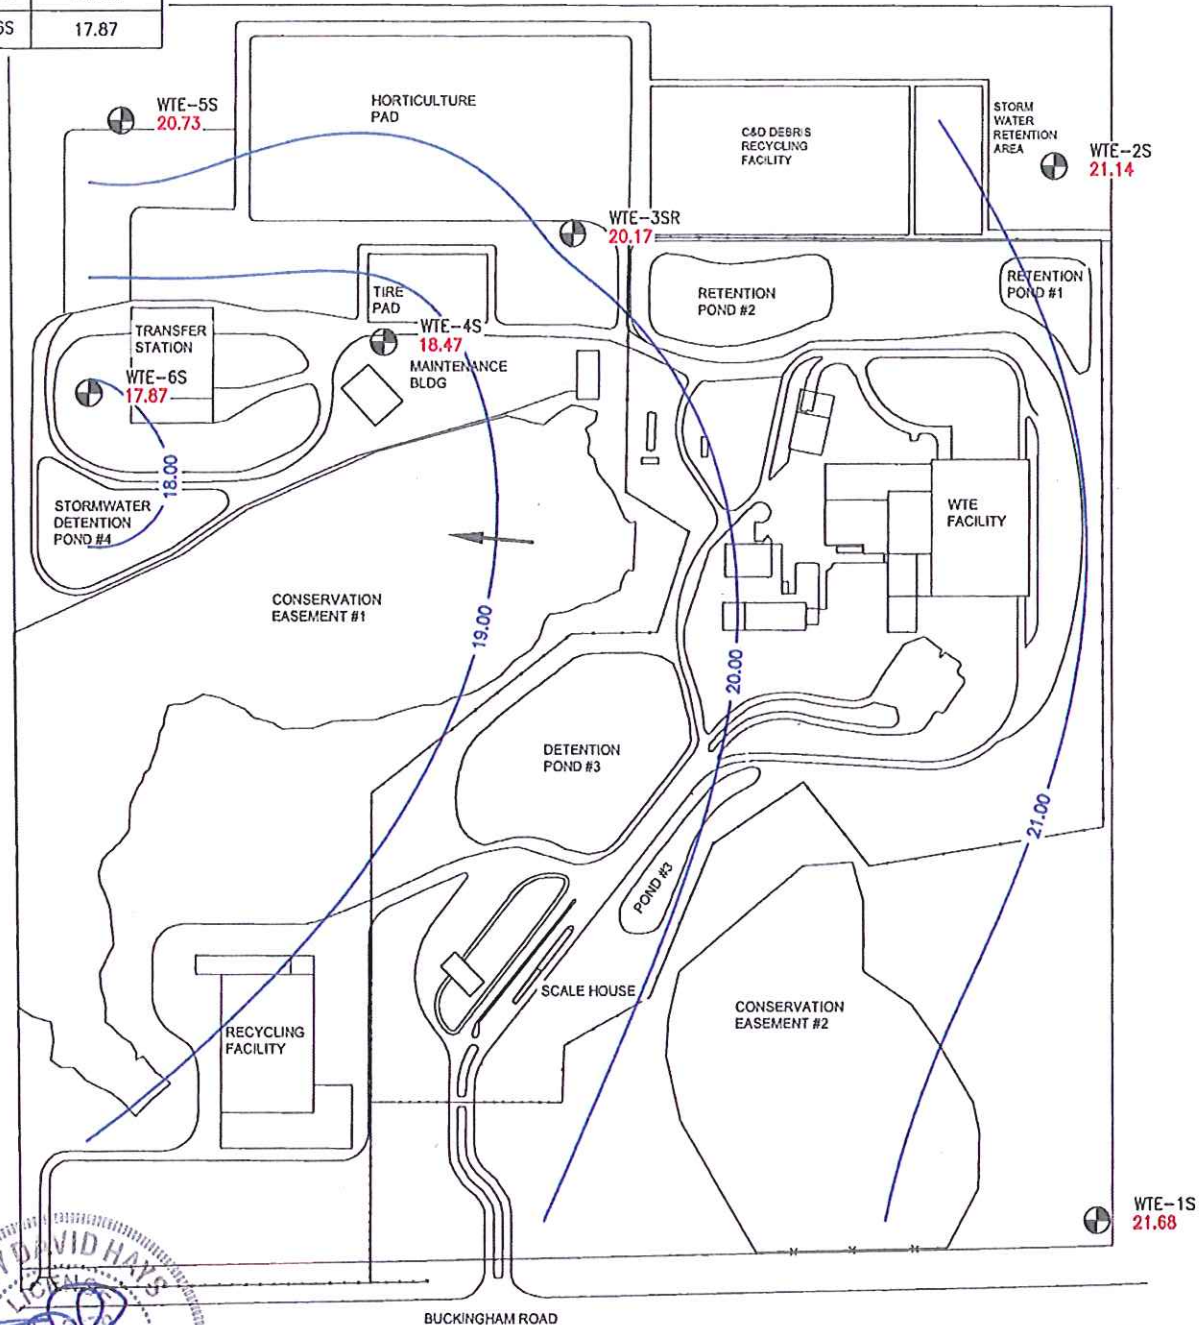 6S 17.87
WTE-5S
20.73
HORTICULTURE
PAD
C&D DEBRIS
RECYCLING
FACILITY
STORM
WATER
RETENTION
AREA
WTE-2S
21.14
WTE-3SR
20.17
RETENTION
POND #2
RETENTION
POND #1
TIRE
PAD
TRANSFER
STATION
WTE-4S
18.47
MAINTENANCE
BLDG
WTE-6S
17.87
18.00
STORMWATER
DETENTION
POND #4
WTE
FACILITY
CONSERVATION
EASEMENT #1
19.00
20.00
DETENTION
POND #3
21.00
POND #3
SCALE HOUSE
CONSERVATION
EASEMENT #2
RECYCLING
FACILITY
WTE-1S
21.68
DAVID HAYS
BUCKINGHAM ROAD